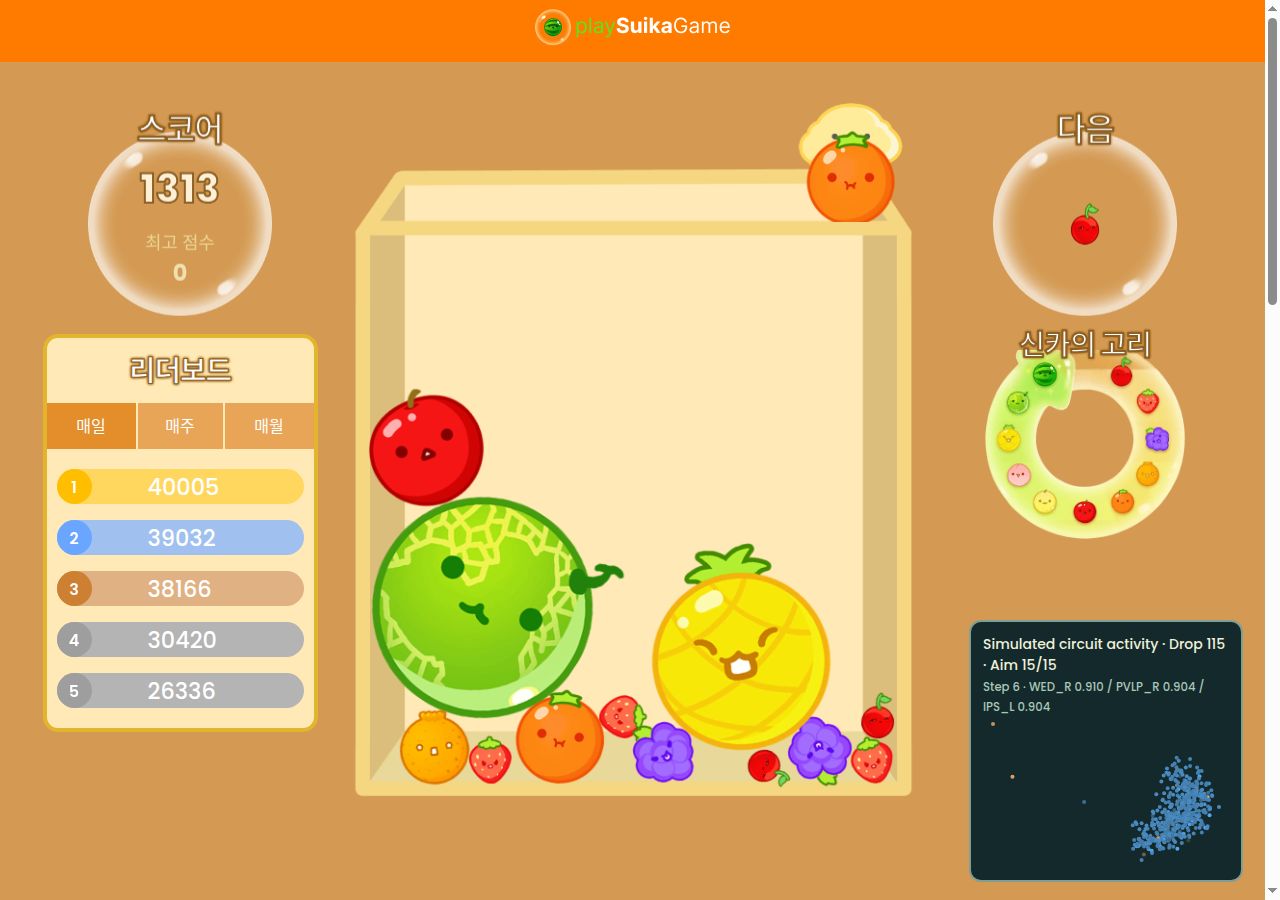 playSuikaGame
스코어
1313
최고 점수
0
다음
신카의 고리
리더보드
매일 매주 매월
1 40005
2 39032
3 38166
4 30420
5 26336
Simulated circuit activity · Drop 115
· Aim 15/15
Step 6 · WED_R 0.910 / PVLP_R 0.904 /
IPS_L 0.904